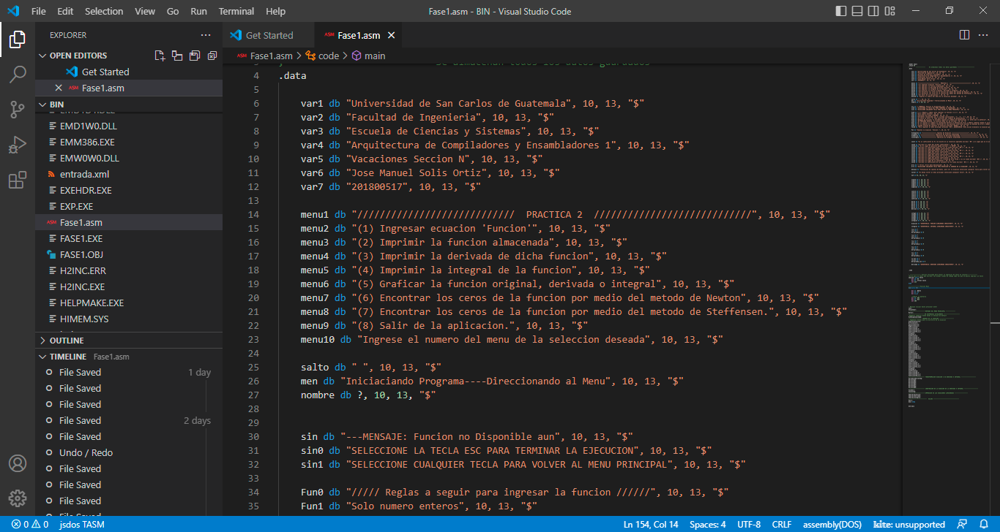 File Edit Selection View Go Run Terminal Help
Fase1.asm - BIN - Visual Studio Code
EXPLORER
OPEN EDITORS
Get Started
ASM Fase1.asm
BIN
EMD1W0.DLL
EMM386.EXE
EMW0W0.DLL
entrada.xml
EXEHDR.EXE
EXP.EXE
ASM Fase1.asm
FASE1.EXE
FASE1.OBJ
H2INC.ERR
H2INC.EXE
HELPMAKE.EXE
HIMEM.SYS
OUTLINE
TIMELINE Fase1.asm
File Saved 1 day
File Saved
File Saved
File Saved 2 days
File Saved
Undo / Redo
File Saved
File Saved
File Saved
File Saved
Get Started
ASM Fase1.asm
ASM Fase1.asm > code > main
4 .data
5
6 var1 db "Universidad de San Carlos de Guatemala", 10, 13, "$"
7 var2 db "Facultad de Ingenieria", 10, 13, "$"
8 var3 db "Escuela de Ciencias y Sistemas", 10, 13, "$"
9 var4 db "Arquitectura de Compiladores y Ensambladores 1", 10, 13, "$"
10 var5 db "Vacaciones Seccion N", 10, 13, "$"
11 var6 db "Jose Manuel Solis Ortiz", 10, 13, "$"
12 var7 db "201800517", 10, 13, "$"
13
14 menu1 db "//////////////////////////// PRACTICA 2 ////////////////////////////", 10, 13, "$"
15 menu2 db "(1) Ingresar ecuacion 'Funcion'", 10, 13, "$"
16 menu3 db "(2) Imprimir la funcion almacenada", 10, 13, "$"
17 menu4 db "(3) Imprimir la derivada de dicha funcion", 10, 13, "$"
18 menu5 db "(4) Imprimir la integral de la funcion", 10, 13, "$"
19 menu6 db "(5) Graficar la funcion original, derivada o integral", 10, 13, "$"
20 menu7 db "(6) Encontrar los ceros de la funcion por medio del metodo de Newton", 10, 13, "$"
21 menu8 db "(7) Encontrar los ceros de la funcion por medio del metodo de Steffensen.", 10, 13, "$"
22 menu9 db "(8) Salir de la aplicacion.", 10, 13, "$"
23 menu10 db "Ingrese el numero del menu de la seleccion deseada", 10, 13, "$"
24
25 salto db " ", 10, 13, "$"
26 men db "Iniciaciando Programa----Direccionando al Menu", 10, 13, "$"
27 nombre db ?, 10, 13, "$"
28
29
30 sin db "---MENSAJE: Funcion no Disponible aun", 10, 13, "$"
31 sin0 db "SELECCIONE LA TECLA ESC PARA TERMINAR LA EJECUCION", 10, 13, "$"
32 sin1 db "SELECCIONE CUALQUIER TECLA PARA VOLVER AL MENU PRINCIPAL", 10, 13, "$"
33
34 Fun0 db "///// Reglas a seguir para ingresar la funcion //////", 10, 13, "$"
35 Fun1 db "Solo numero enteros", 10, 13, "$"
0 0 jsdos TASM
Ln 154, Col 14 Spaces: 4 UTF-8 CRLF assembly(DOS) kite: unsupported